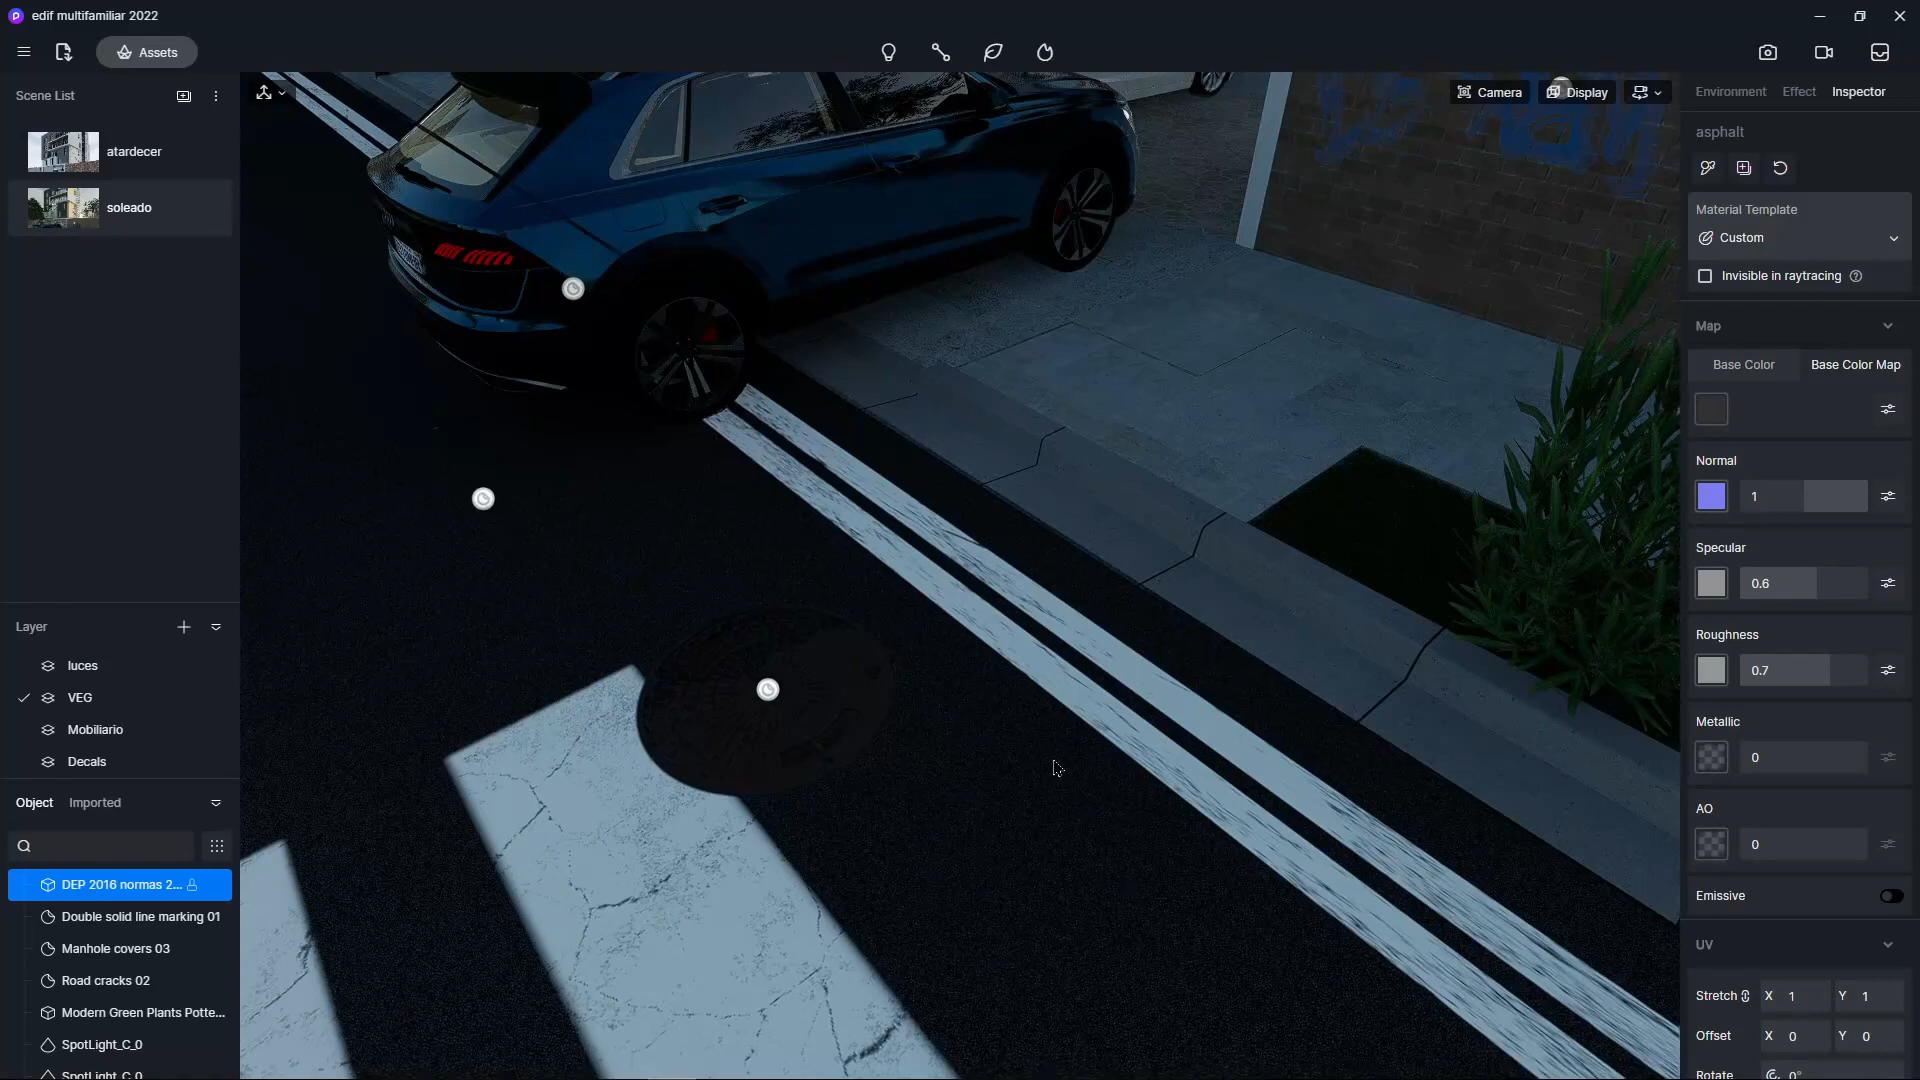 edif multifamiliar 2022
Assets
Scene List
atardecer
soleado
Layer
luces
VEG
Mobiliario
Decals
Object Imported
DEP 2016 normas 2...
Double solid line marking 01
Manhole covers 03
Road cracks 02
Modern Green Plants Potte...
SpotLight_C_0
SpotLight_C_0
Camera
Display
Environment Effect Inspector
asphalt
Material Template
Custom
Invisible in raytracing
Map
Base Color Base Color Map
Normal
1
Specular
0.6
Roughness
0.7
Metallic
0
AO
0
Emissive
UV
Stretch X 1 Y 1
Offset X 0 Y 0
Rotate 0°